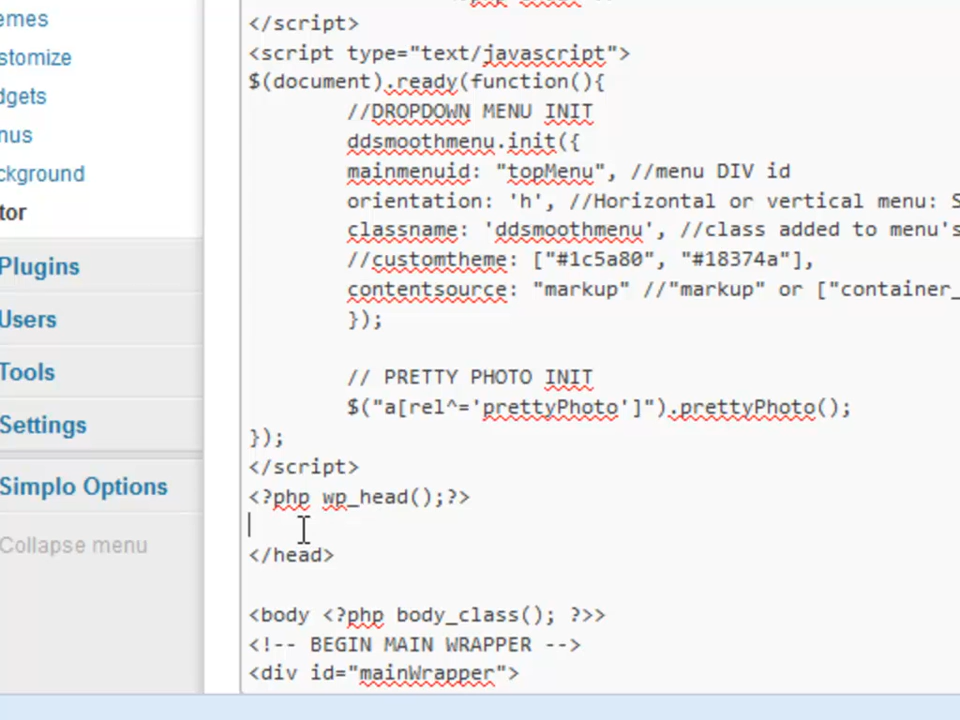 emes
stomize
dgets
nus
ckground
tor
Plugins
Users
Tools
Settings
Simplo Options
Collapse menu
</script>
<script type="text/javascript">
$(document).ready(function(){
//DROPDOWN MENU INIT
ddsmoothmenu.init({
mainmenuid: "topMenu", //menu DIV id
orientation: 'h', //Horizontal or vertical menu: S
classname: 'ddsmoothmenu', //class added to menu's
//customtheme: ["#1c5a80", "#18374a"],
contentsource: "markup" //"markup" or ["container_
});
// PRETTY PHOTO INIT
$("a[rel^='prettyPhoto']").prettyPhoto();
});
</script>
<?php wp_head();?>
</head>
<body <?php body_class(); ?>>
<!-- BEGIN MAIN WRAPPER -->
<div id="mainWrapper">